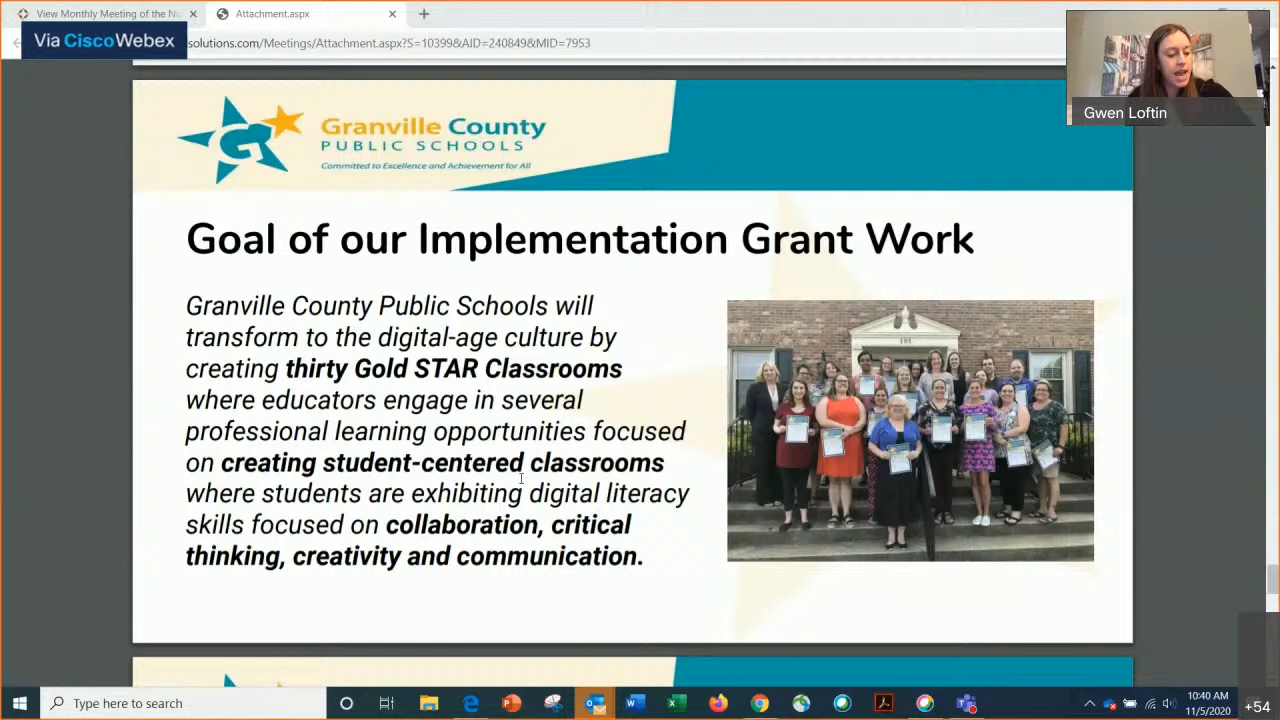 View Monthly Meeting of the No
Attachment.aspx
Via CiscoWebex
solutions.com/Meetings/Attachment.aspx?S=10399&AID=240849&MID=7953
Gwen Loftin
GT
Granville County
PUBLIC SCHOOLS
Committed to Excellence and Achievement for All
Goal of our Implementation Grant Work
Granville County Public Schools will
transform to the digital-age culture by
creating thirty Gold STAR Classrooms
where educators engage in several
professional learning opportunities focused
on creating student-centered classrooms
where students are exhibiting digital literacy
skills focused on collaboration, critical
thinking, creativity and communication.
101
Type here to search
10:40 AM
11/5/2020
+54